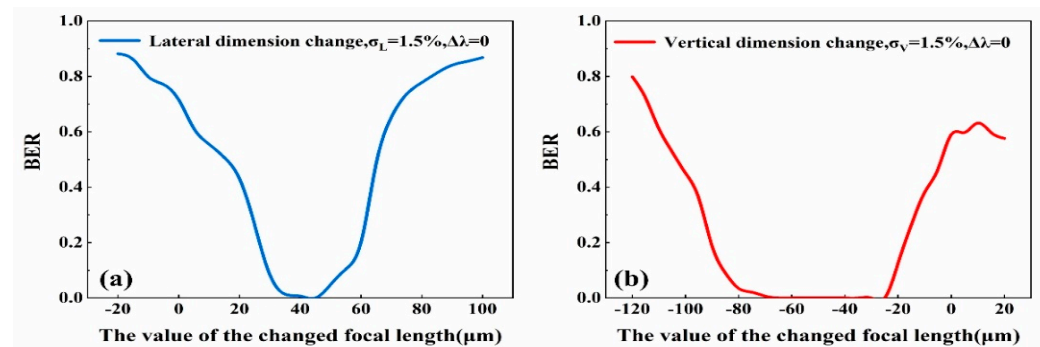 Lateral dimension change,σL=1.5%,Δλ=0
BER
1.0
0.8
0.6
0.4
0.2
0.0
(a)
-20 0 20 40 60 80 100
The value of the changed focal length(μm)
Vertical dimension change,σV=1.5%,Δλ=0
BER
1.0
0.8
0.6
0.4
0.2
0.0
(b)
-120 -100 -80 -60 -40 -20 0 20
The value of the changed focal length(μm)